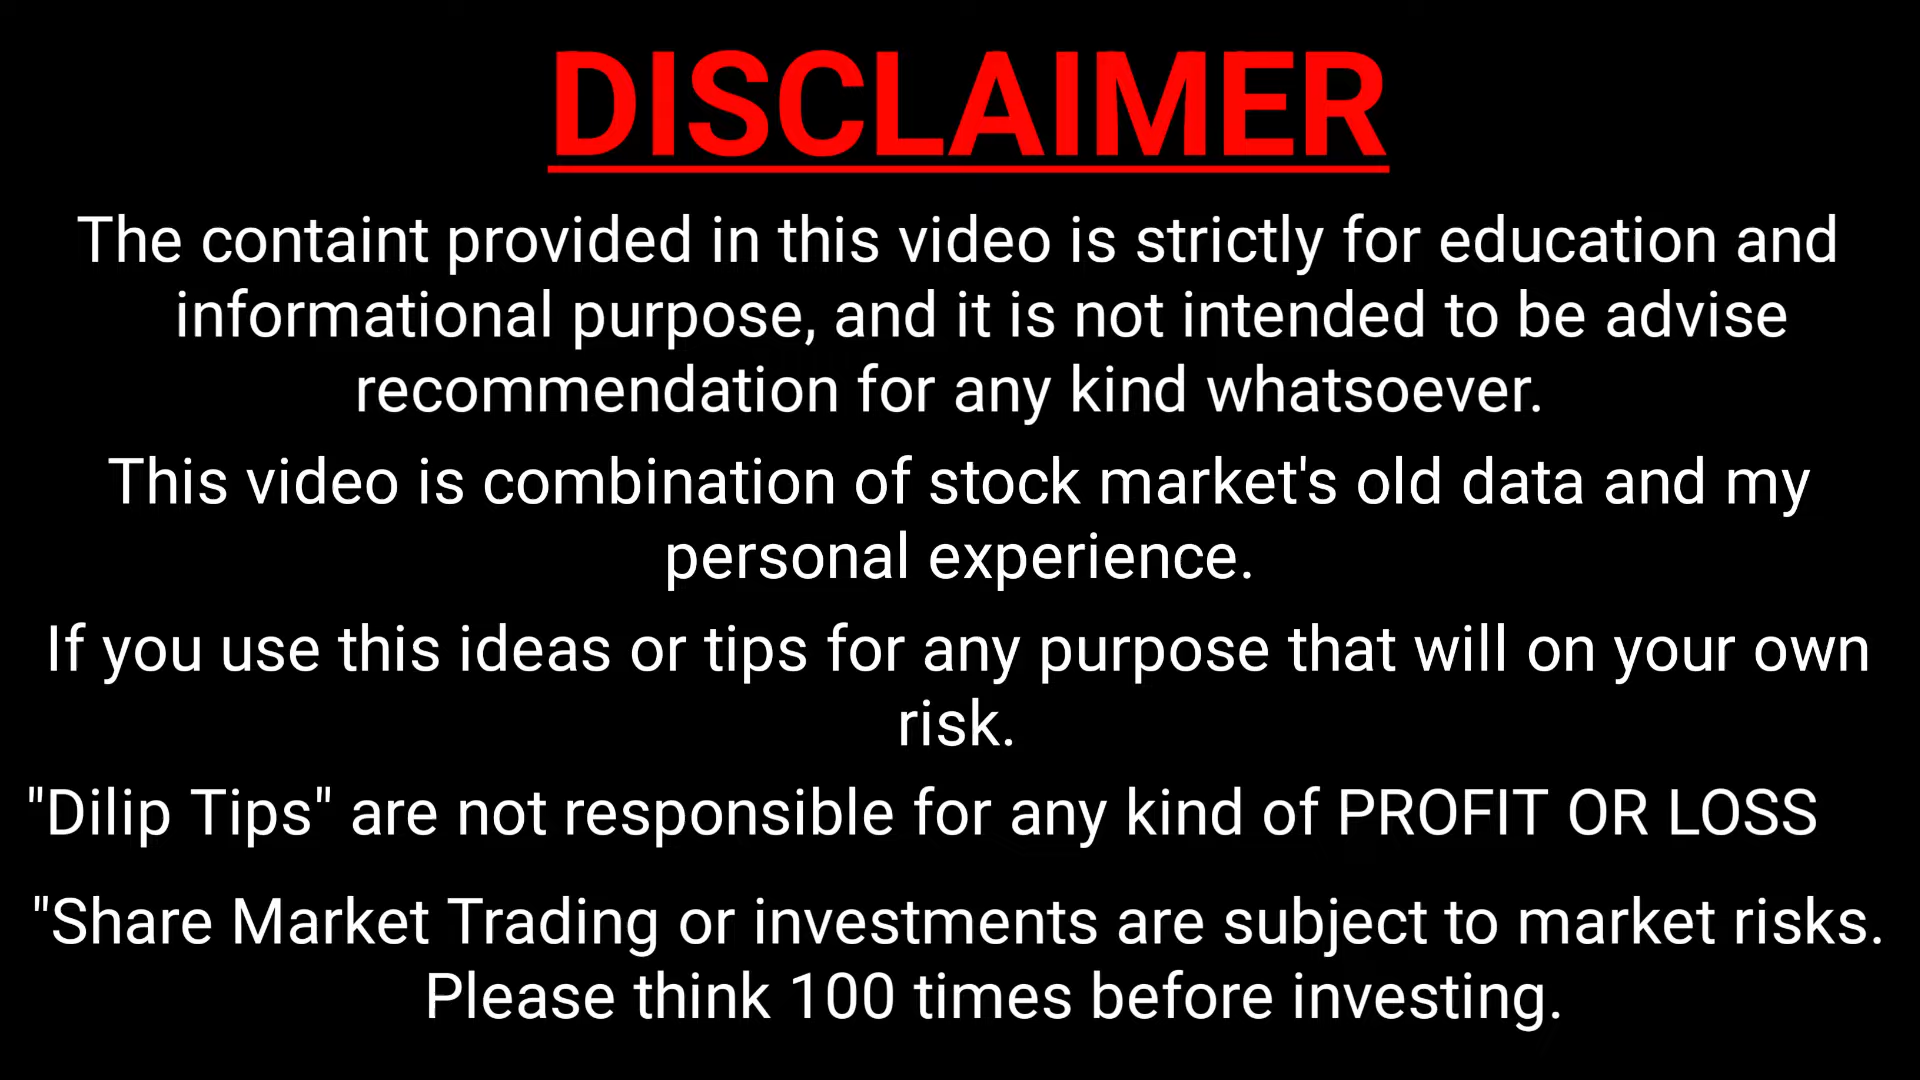 DISCLAIMER
The containt provided in this video is strictly for education and
informational purpose, and it is not intended to be advise
recommendation for any kind whatsoever.
This video is combination of stock market's old data and my
personal experience.
If you use this ideas or tips for any purpose that will on your own
risk.
"Dilip Tips" are not responsible for any kind of PROFIT OR LOSS
"Share Market Trading or investments are subject to market risks.
Please think 100 times before investing.